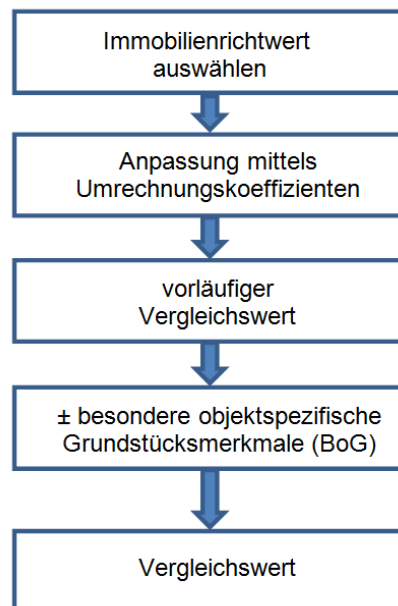 Immobilienrichtwert
auswählen
Anpassung mittels
Umrechnungskoeffizienten
vorläufiger
Vergleichswert
± besondere objektspezifische
Grundstücksmerkmale (BoG)
Vergleichswert